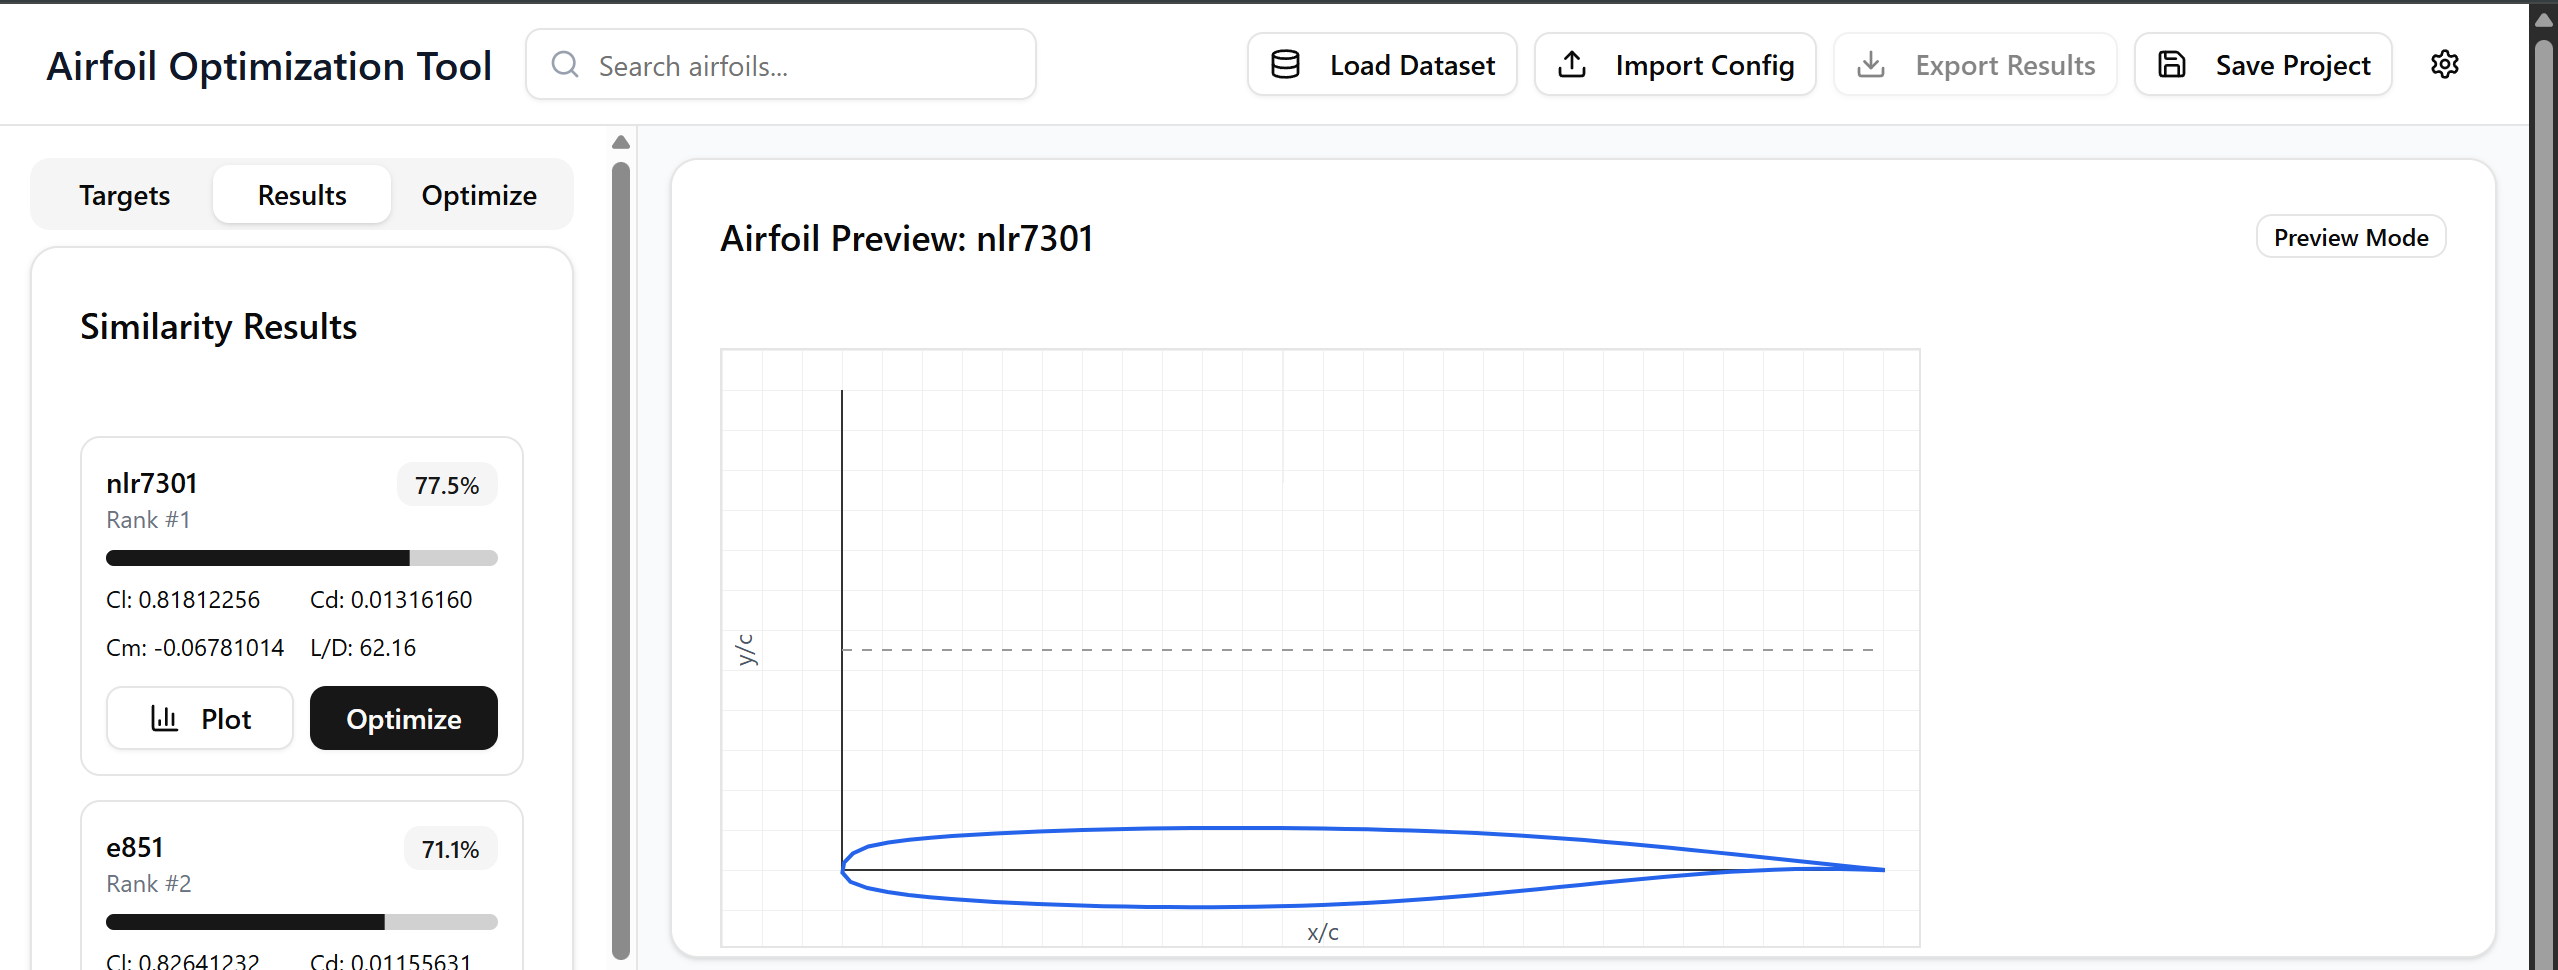 Airfoil Optimization Tool
Search airfoils...
Load Dataset
Import Config
Export Results
Save Project
Targets
Results
Optimize
Similarity Results
nlr7301
77.5%
Rank #1
Cl: 0.81812256
Cd: 0.01316160
Cm: -0.06781014
L/D: 62.16
Plot
Optimize
e851
71.1%
Rank #2
Cl: 0.82641232
Cd: 0.01155631
Airfoil Preview: nlr7301
Preview Mode
y/c
x/c